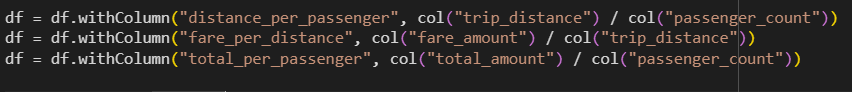 df = df.withColumn("distance_per_passenger", col("trip_distance") / col("passenger_count"))
df = df.withColumn("fare_per_distance", col("fare_amount") / col("trip_distance"))
df = df.withColumn("total_per_passenger", col("total_amount") / col("passenger_count"))